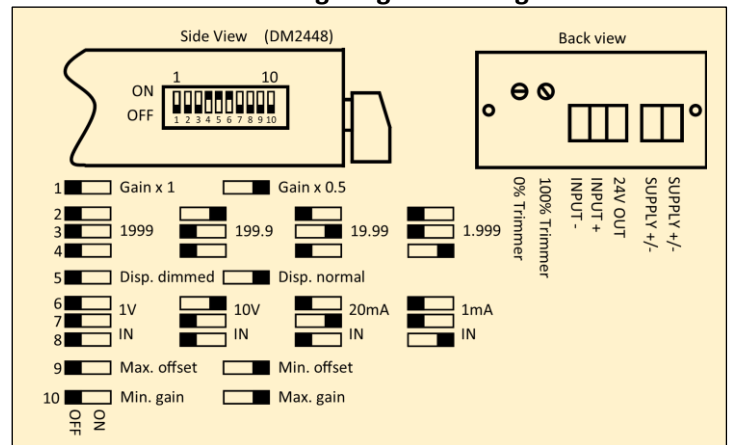 Side View (DM2448)
Back view
1 10
ON
OFF
1 2 3 4 5 6 7 8 9 10
0% Trimmer
100% Trimmer
INPUT -
INPUT +
24V OUT
SUPPLY +/-
SUPPLY +/-
1 Gain x 1 Gain x 0.5
2
3 1999 199.9 19.99 1.999
4
5 Disp. dimmed Disp. normal
6
1V 10V 20mA 1mA
7
8 IN IN IN IN
9 Max. offset Min. offset
10 Min. gain Max. gain
OFF ON